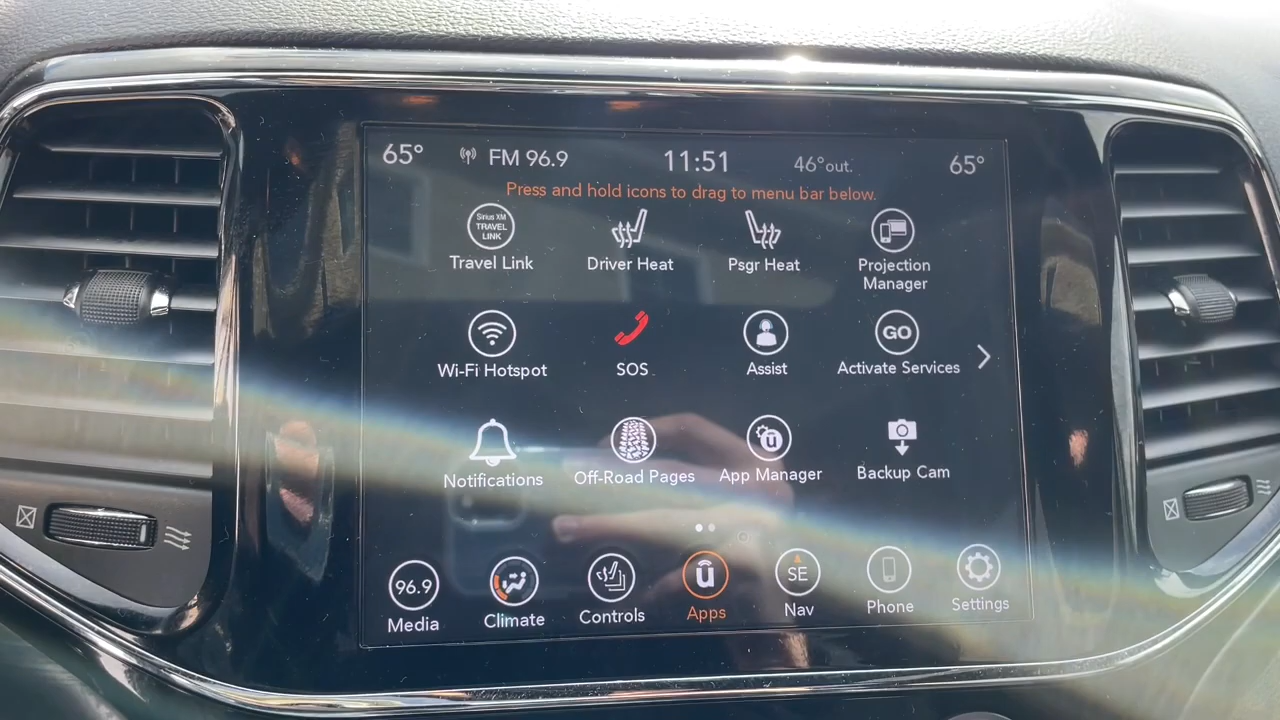 65° FM 96.9 11:51 46°out. 65°
Press and hold icons to drag to menu bar below.
Sirius XM
TRAVEL
LINK
Travel Link
Driver Heat
Psgr Heat
Projection
Manager
Wi-Fi Hotspot
SOS
Assist
GO
Activate Services
Notifications
Off-Road Pages
u
App Manager
Backup Cam
96.9
Media
Climate
Controls
u
Apps
SE
Nav
Phone
Settings